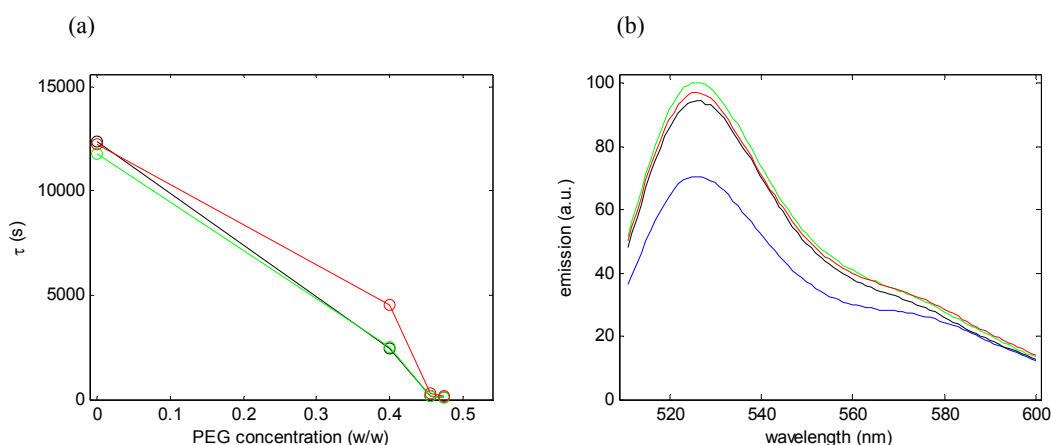 (a)
15000
10000
5000
0
τ (s)
0 0.1 0.2 0.3 0.4 0.5
PEG concentration (w/w)
(b)
100
80
60
40
20
0
emission (a.u.)
520 540 560 580 600
wavelength (nm)